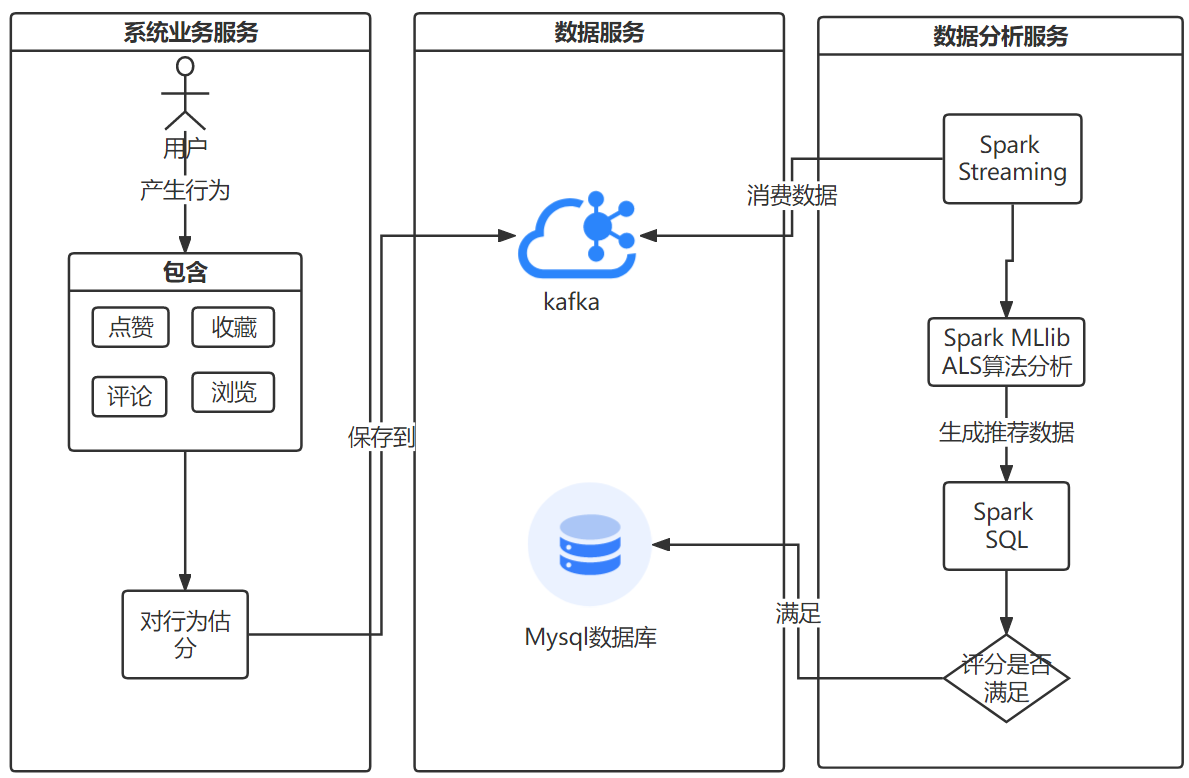 系统业务服务
用户
产生行为
包含
点赞
收藏
评论
浏览
对行为估
分
保存到
数据服务
kafka
Mysql数据库
数据分析服务
Spark
Streaming
消费数据
Spark MLlib
ALS算法分析
生成推荐数据
Spark
SQL
评分是否
满足
满足